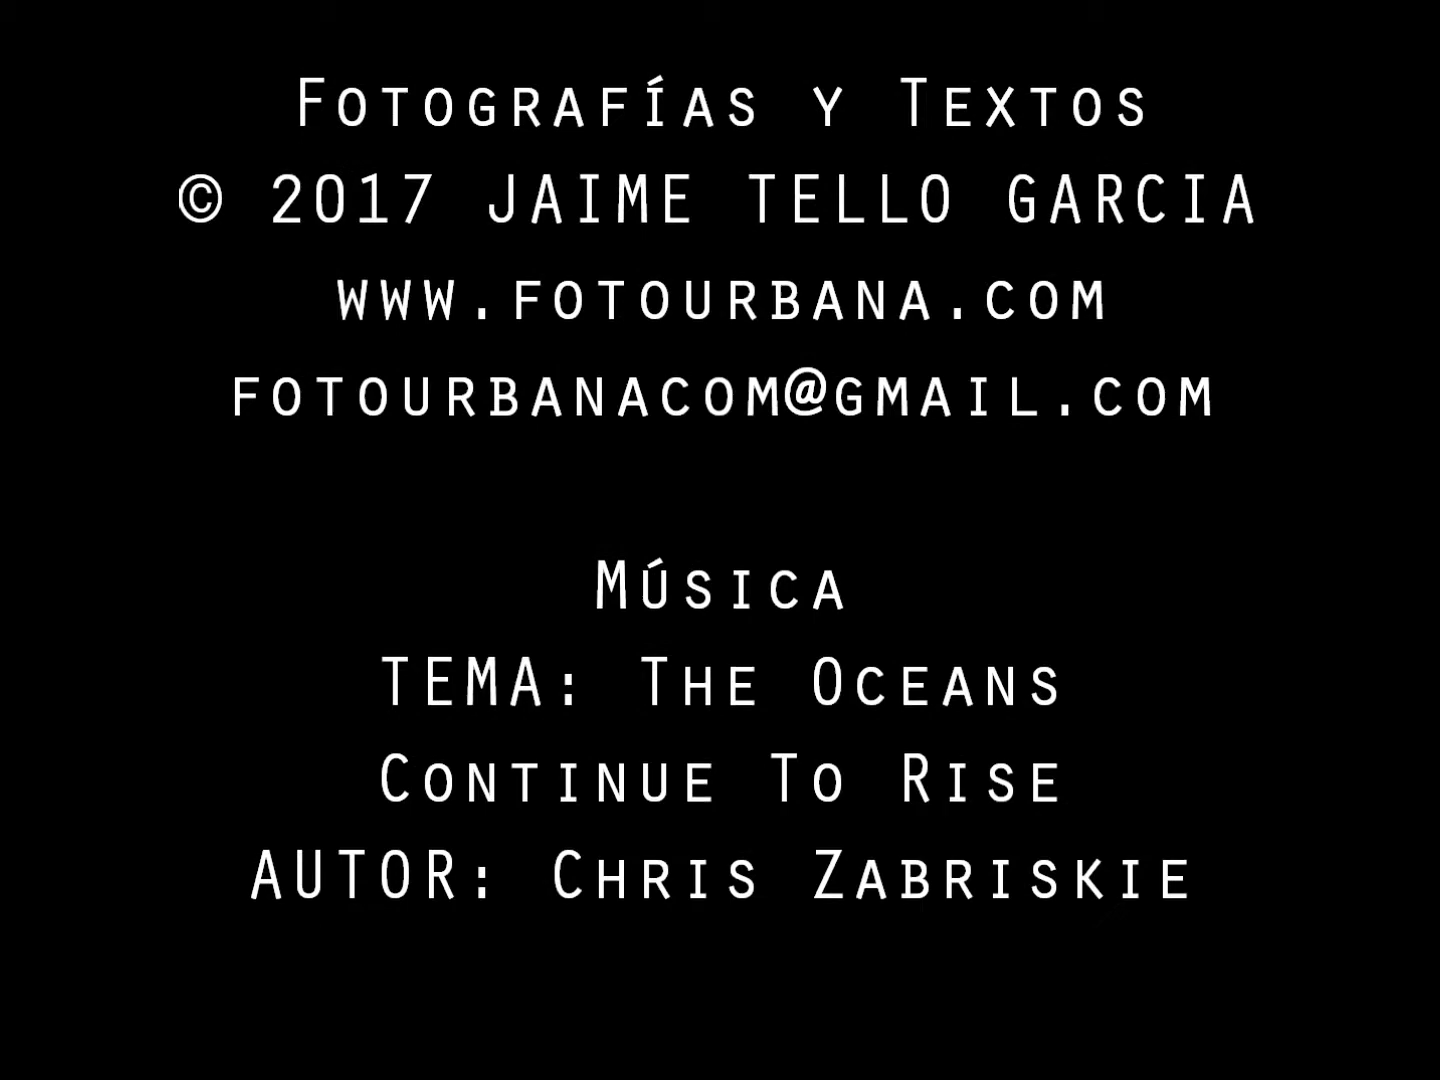 Fotografías y Textos
© 2017 JAIME TELLO GARCIA
www.fotourbana.com
fotourbanacom@gmail.com
Música
TEMA: The Oceans
Continue To Rise
AUTOR: Chris Zabriskie